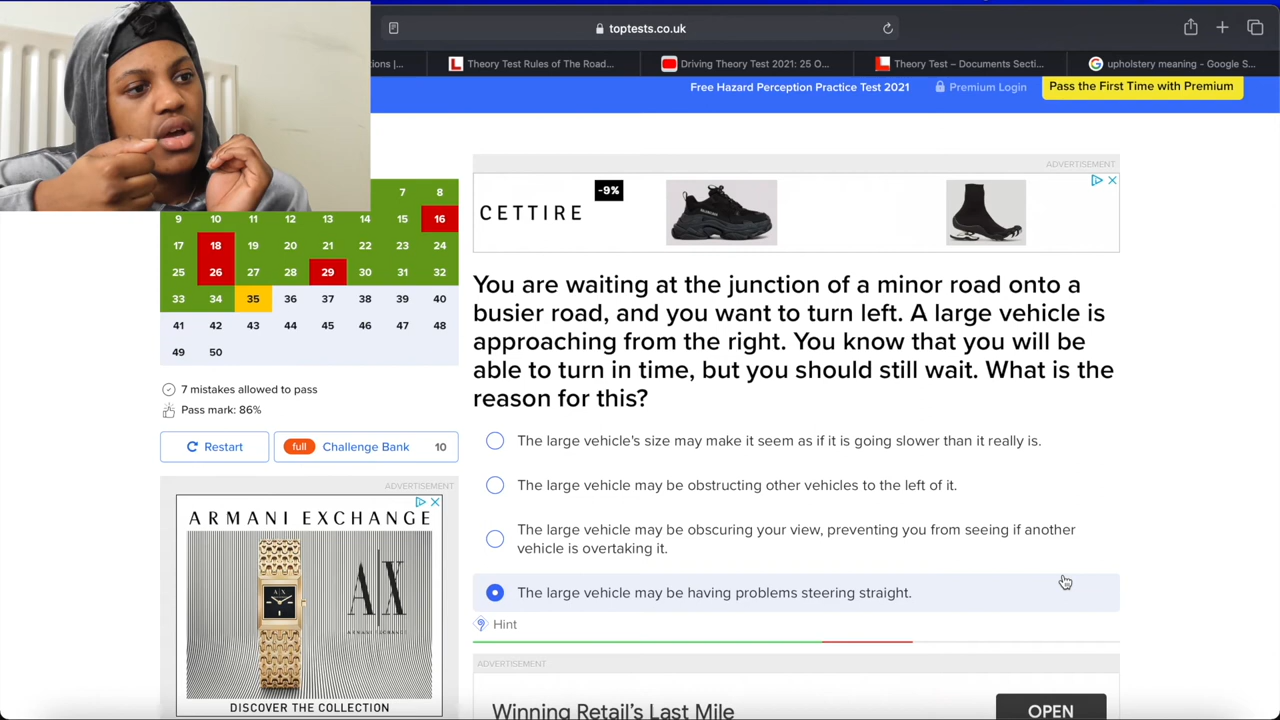 toptests.co.uk
ions |...
Theory Test Rules of The Road...
Driving Theory Test 2021: 25 O...
Theory Test – Documents Secti...
upholstery meaning - Google S...
Free Hazard Perception Practice Test 2021
Premium Login
Pass the First Time with Premium
ADVERTISEMENT
CETTIRE
-9%
7 8
9 10 11 12 13 14 15 16
17 18 19 20 21 22 23 24
25 26 27 28 29 30 31 32
33 34 35 36 37 38 39 40
41 42 43 44 45 46 47 48
49 50
7 mistakes allowed to pass
Pass mark: 86%
Restart
full Challenge Bank 10
ADVERTISEMENT
ARMANI EXCHANGE
A|X
ARMANI EXCHANGE
DISCOVER THE COLLECTION
You are waiting at the junction of a minor road onto a
busier road, and you want to turn left. A large vehicle is
approaching from the right. You know that you will be
able to turn in time, but you should still wait. What is the
reason for this?
The large vehicle's size may make it seem as if it is going slower than it really is.
The large vehicle may be obstructing other vehicles to the left of it.
The large vehicle may be obscuring your view, preventing you from seeing if another
vehicle is overtaking it.
The large vehicle may be having problems steering straight.
Hint
ADVERTISEMENT
Winning Retail's Last Mile
OPEN